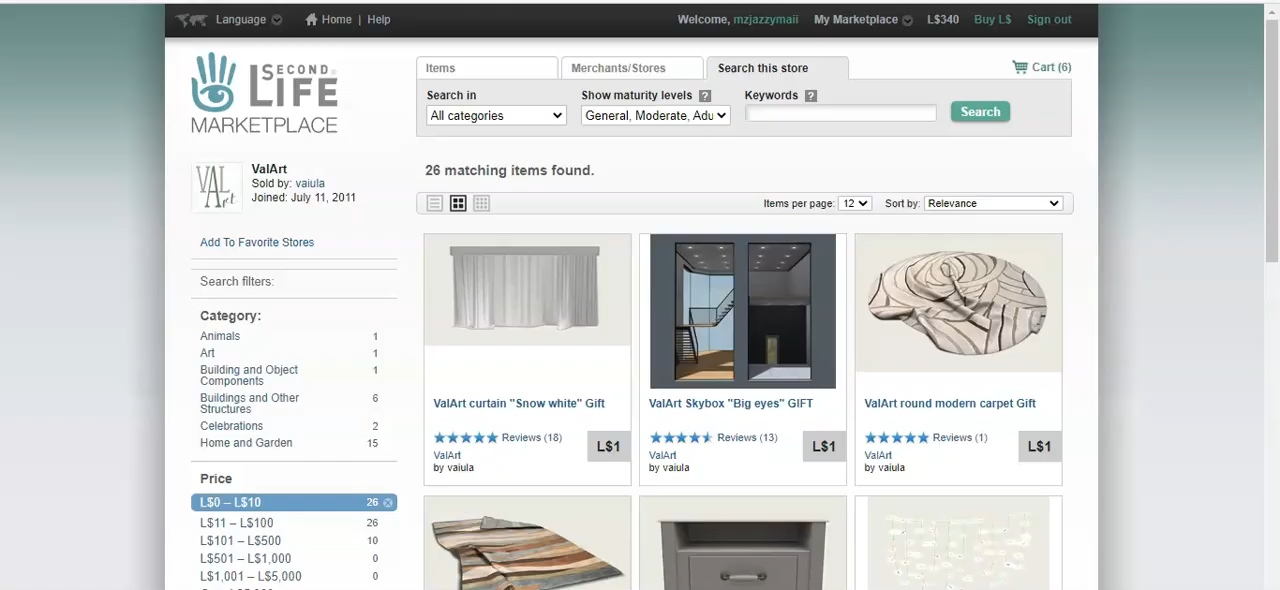 Language Home | Help Welcome, mzjazzymaii My Marketplace L$340 Buy L$ Sign out
SECOND LIFE
MARKETPLACE
Items Merchants/Stores Search this store Cart (6)
Search in Show maturity levels ? Keywords ?
All categories General, Moderate, Adu Search
VAL Art
ValArt
Sold by: vaiula
Joined: July 11, 2011
26 matching items found.
Items per page: 12 Sort by: Relevance
Add To Favorite Stores
Search filters:
Category:
Animals 1
Art 1
Building and Object
Components 1
Buildings and Other
Structures 6
Celebrations 2
Home and Garden 15
Price
L$0 – L$10 26
L$11 – L$100 26
L$101 – L$500 10
L$501 – L$1,000 0
L$1,001 – L$5,000 0
ValArt curtain "Snow white" Gift
Reviews (18)
ValArt
by vaiula
L$1
ValArt Skybox "Big eyes" GIFT
Reviews (13)
ValArt
by vaiula
L$1
ValArt round modern carpet Gift
Reviews (1)
ValArt
by vaiula
L$1